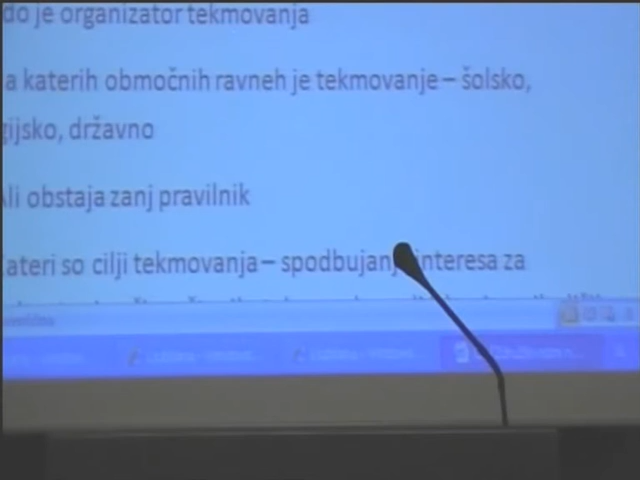 do je organizator tekmovanja
a katerih območnih ravneh je tekmovanje – šolsko,
gijsko, državno
li obstaja zanj pravilnik
ateri so cilji tekmovanja – spodbujanj interesa za